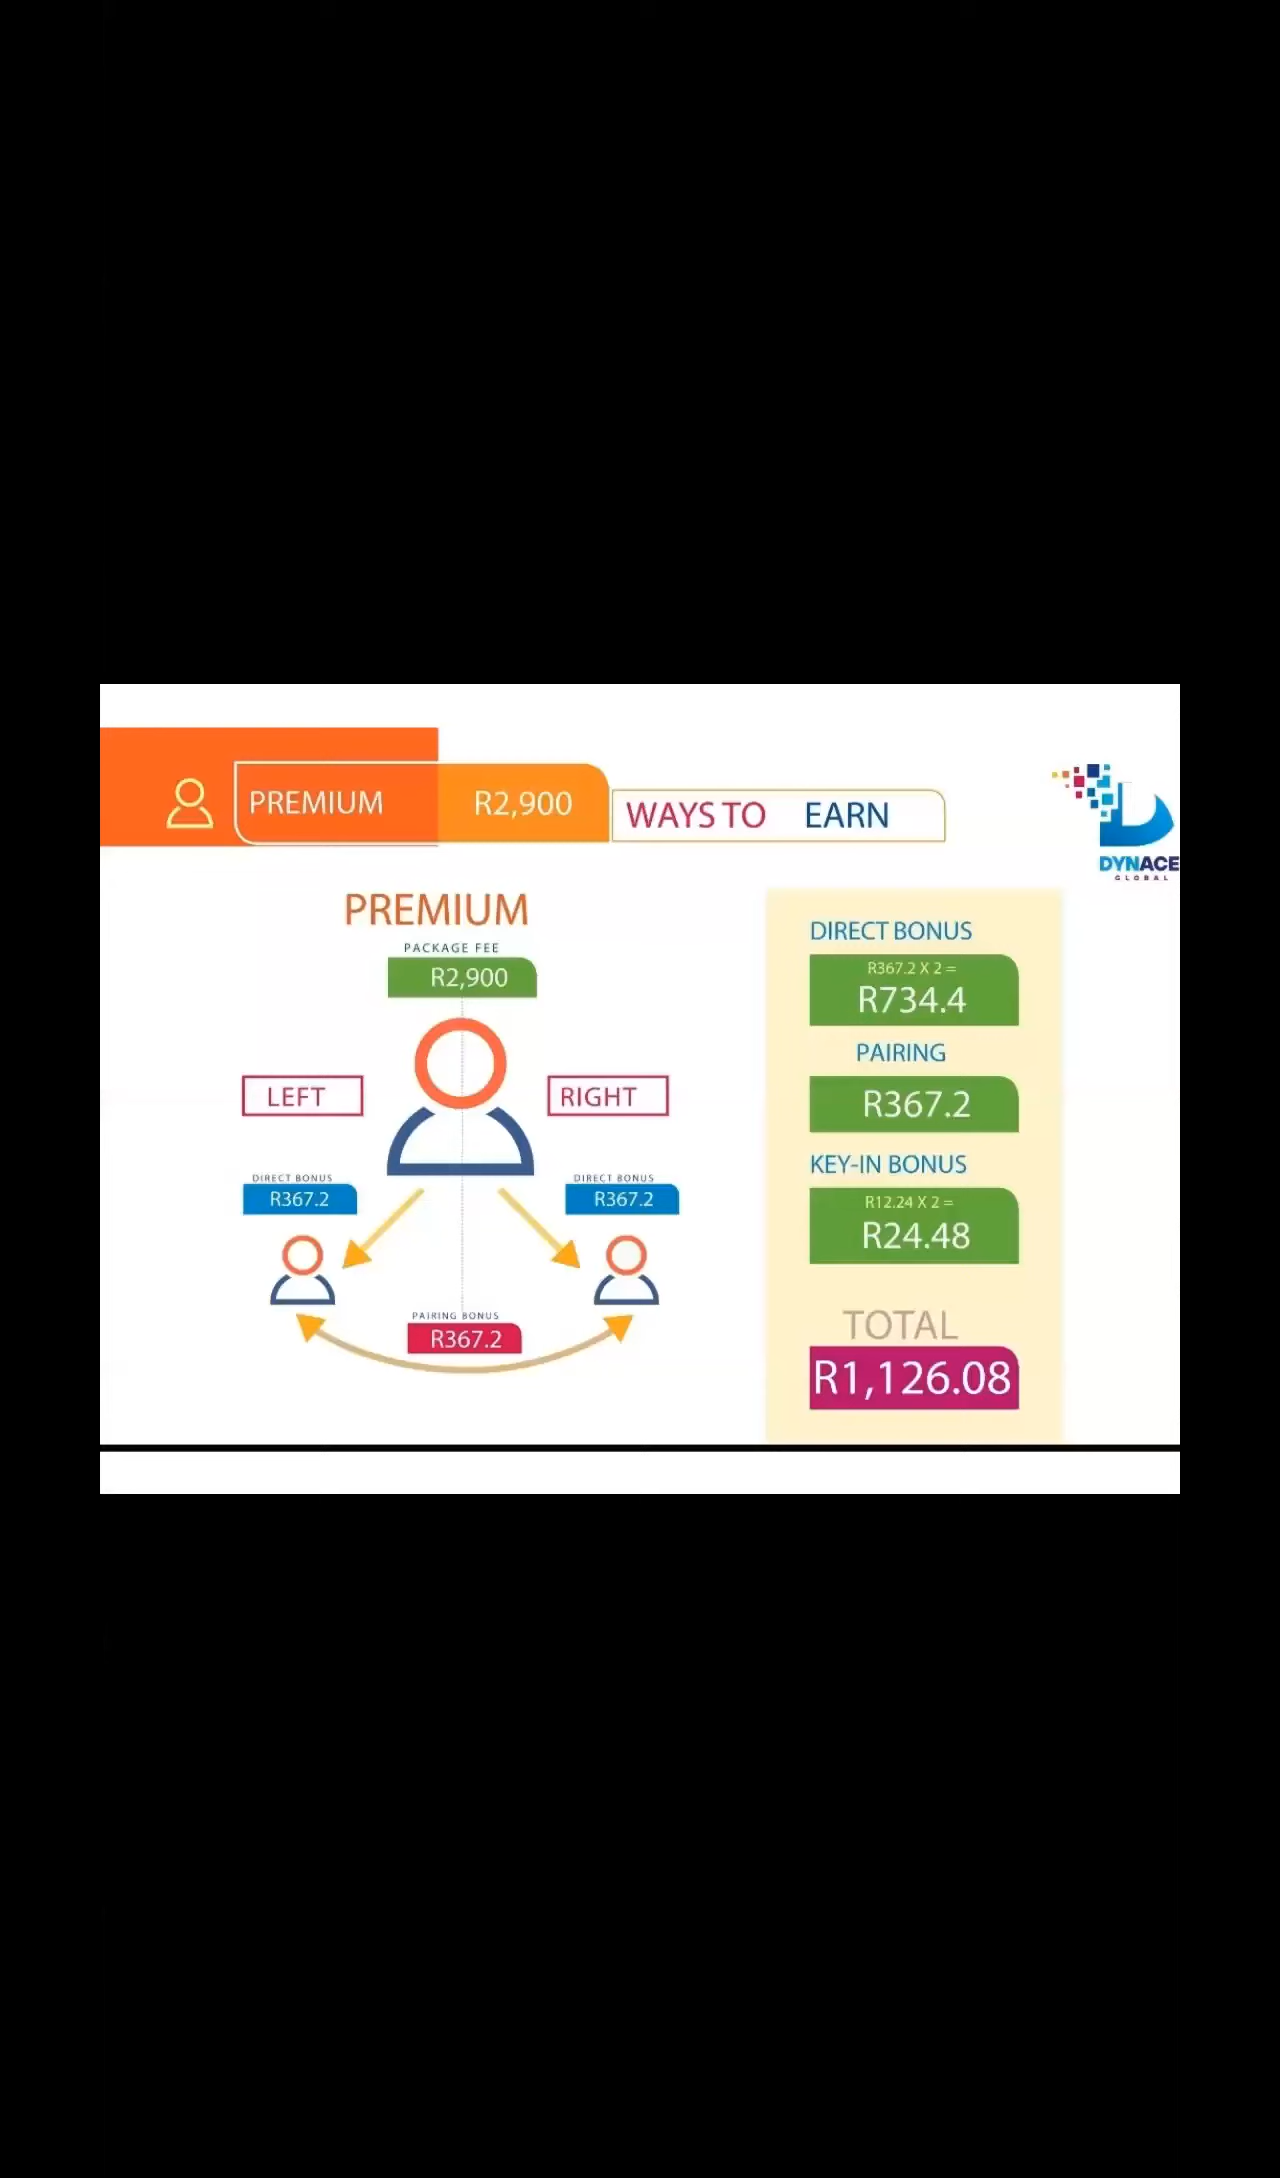 PREMIUM R2,900
WAYS TO EARN
DYNACE
GLOBAL
PREMIUM
PACKAGE FEE
R2,900
LEFT
RIGHT
DIRECT BONUS
R367.2
DIRECT BONUS
R367.2
PAIRING BONUS
R367.2
DIRECT BONUS
R367.2 X 2 =
R734.4
PAIRING
R367.2
KEY-IN BONUS
R12.24 X 2 =
R24.48
TOTAL
R1,126.08